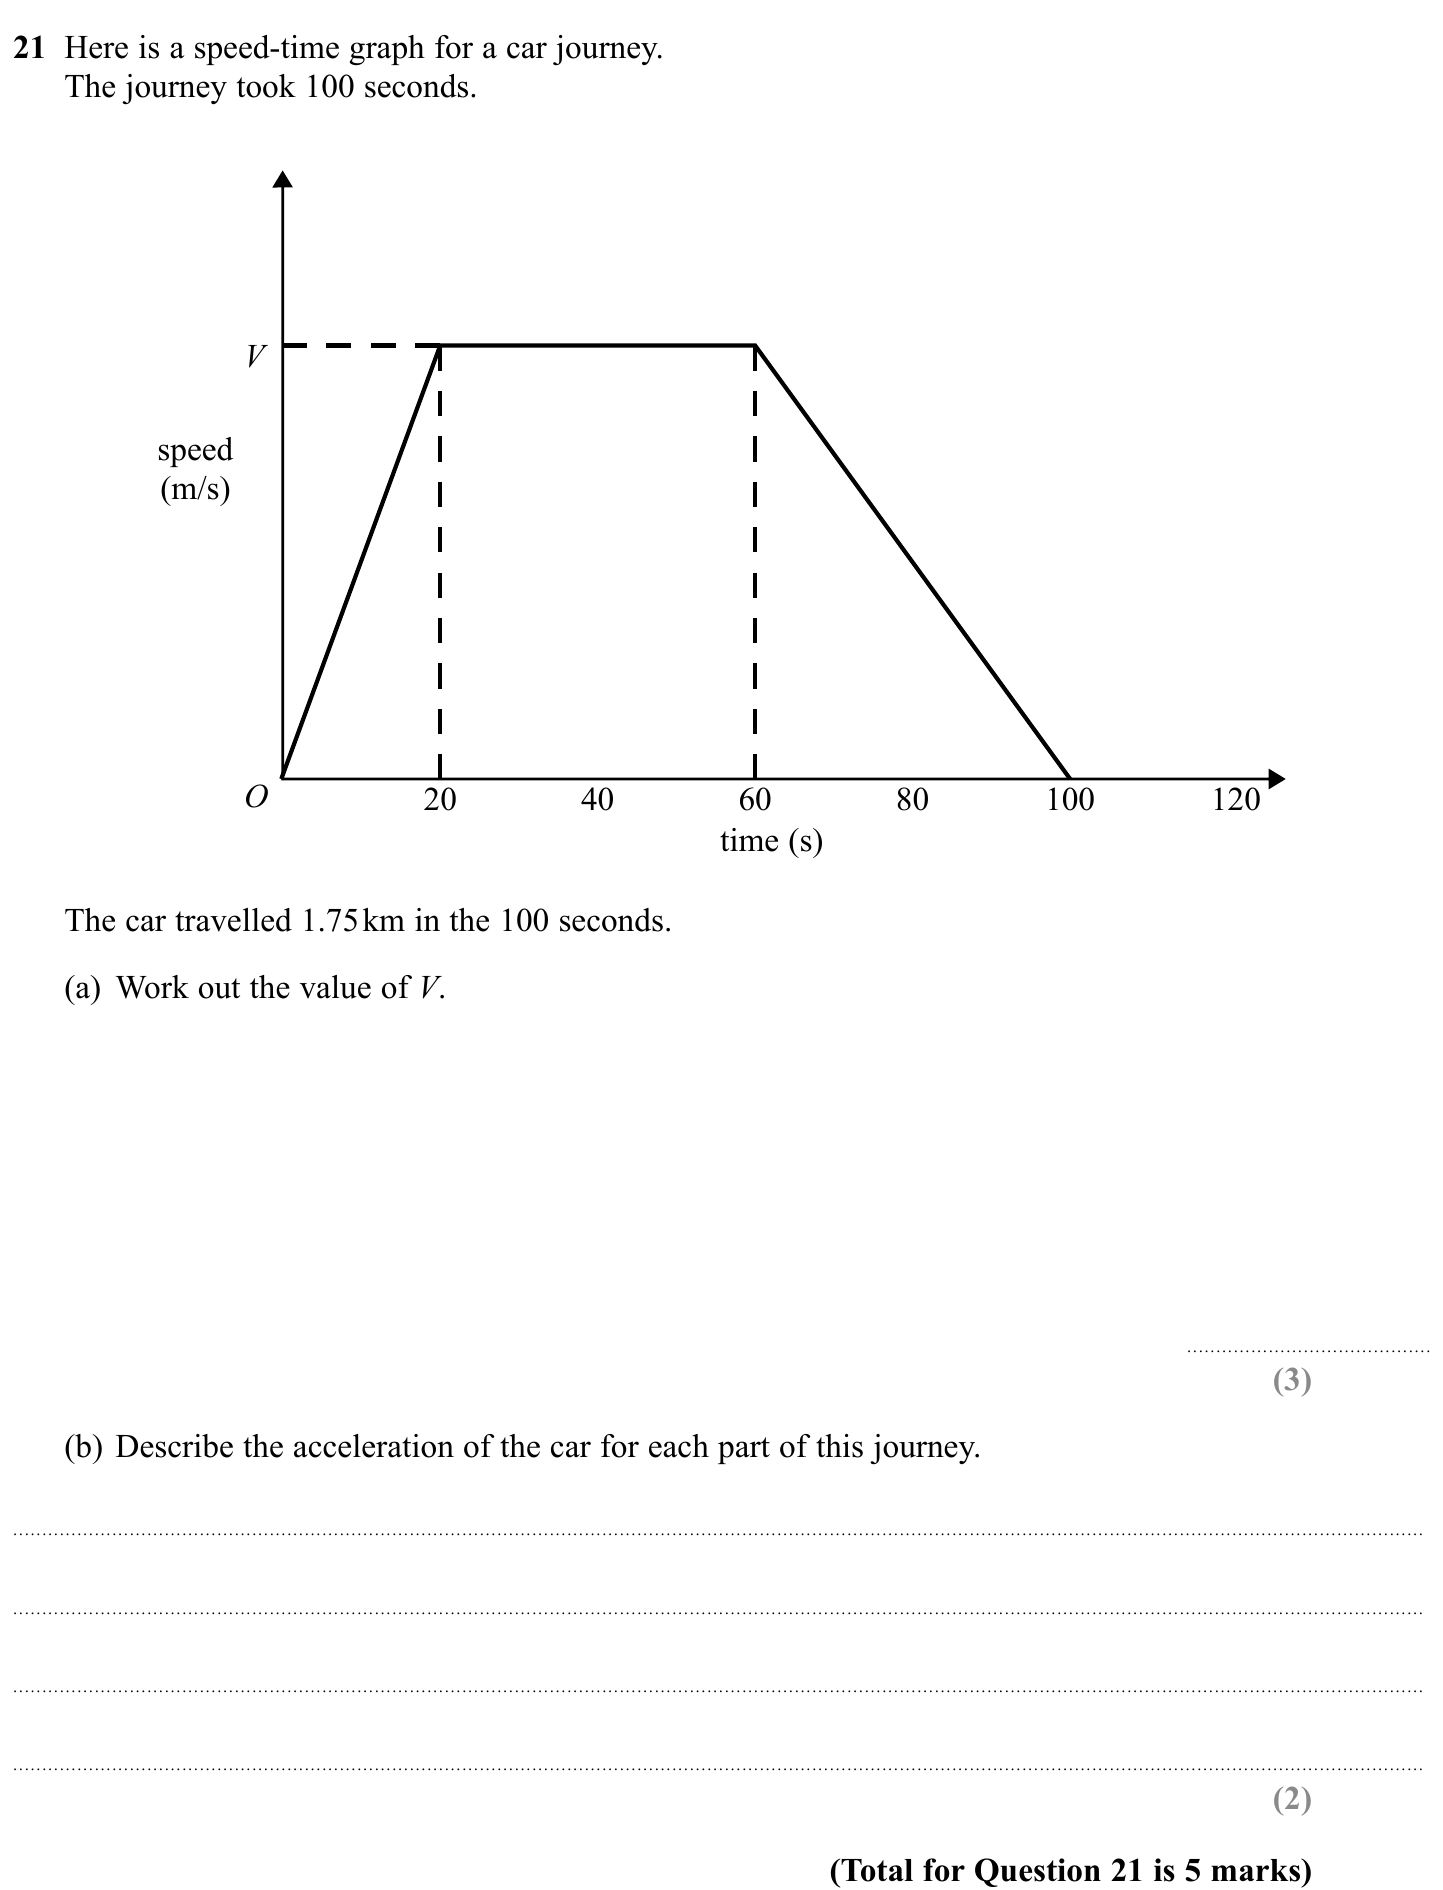 21 Here is a speed-time graph for a car journey.
The journey took 100 seconds.
V
speed
(m/s)
O
20 40 60 80 100 120
time (s)
The car travelled 1.75 km in the 100 seconds.
(a) Work out the value of V.
(3)
(b) Describe the acceleration of the car for each part of this journey.
(2)
(Total for Question 21 is 5 marks)